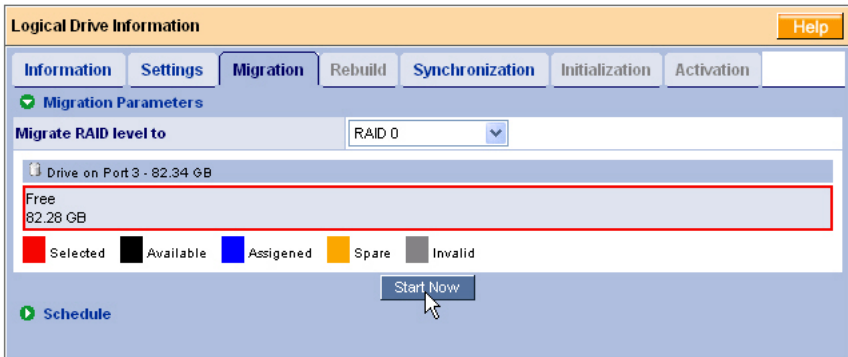 Logical Drive Information Help
Information Settings Migration Rebuild Synchronization Initialization Activation
Migration Parameters
Migrate RAID level to RAID 0
Drive on Port 3 - 82.34 GB
Free
82.28 GB
Selected Available Assigened Spare Invalid
Start Now
Schedule